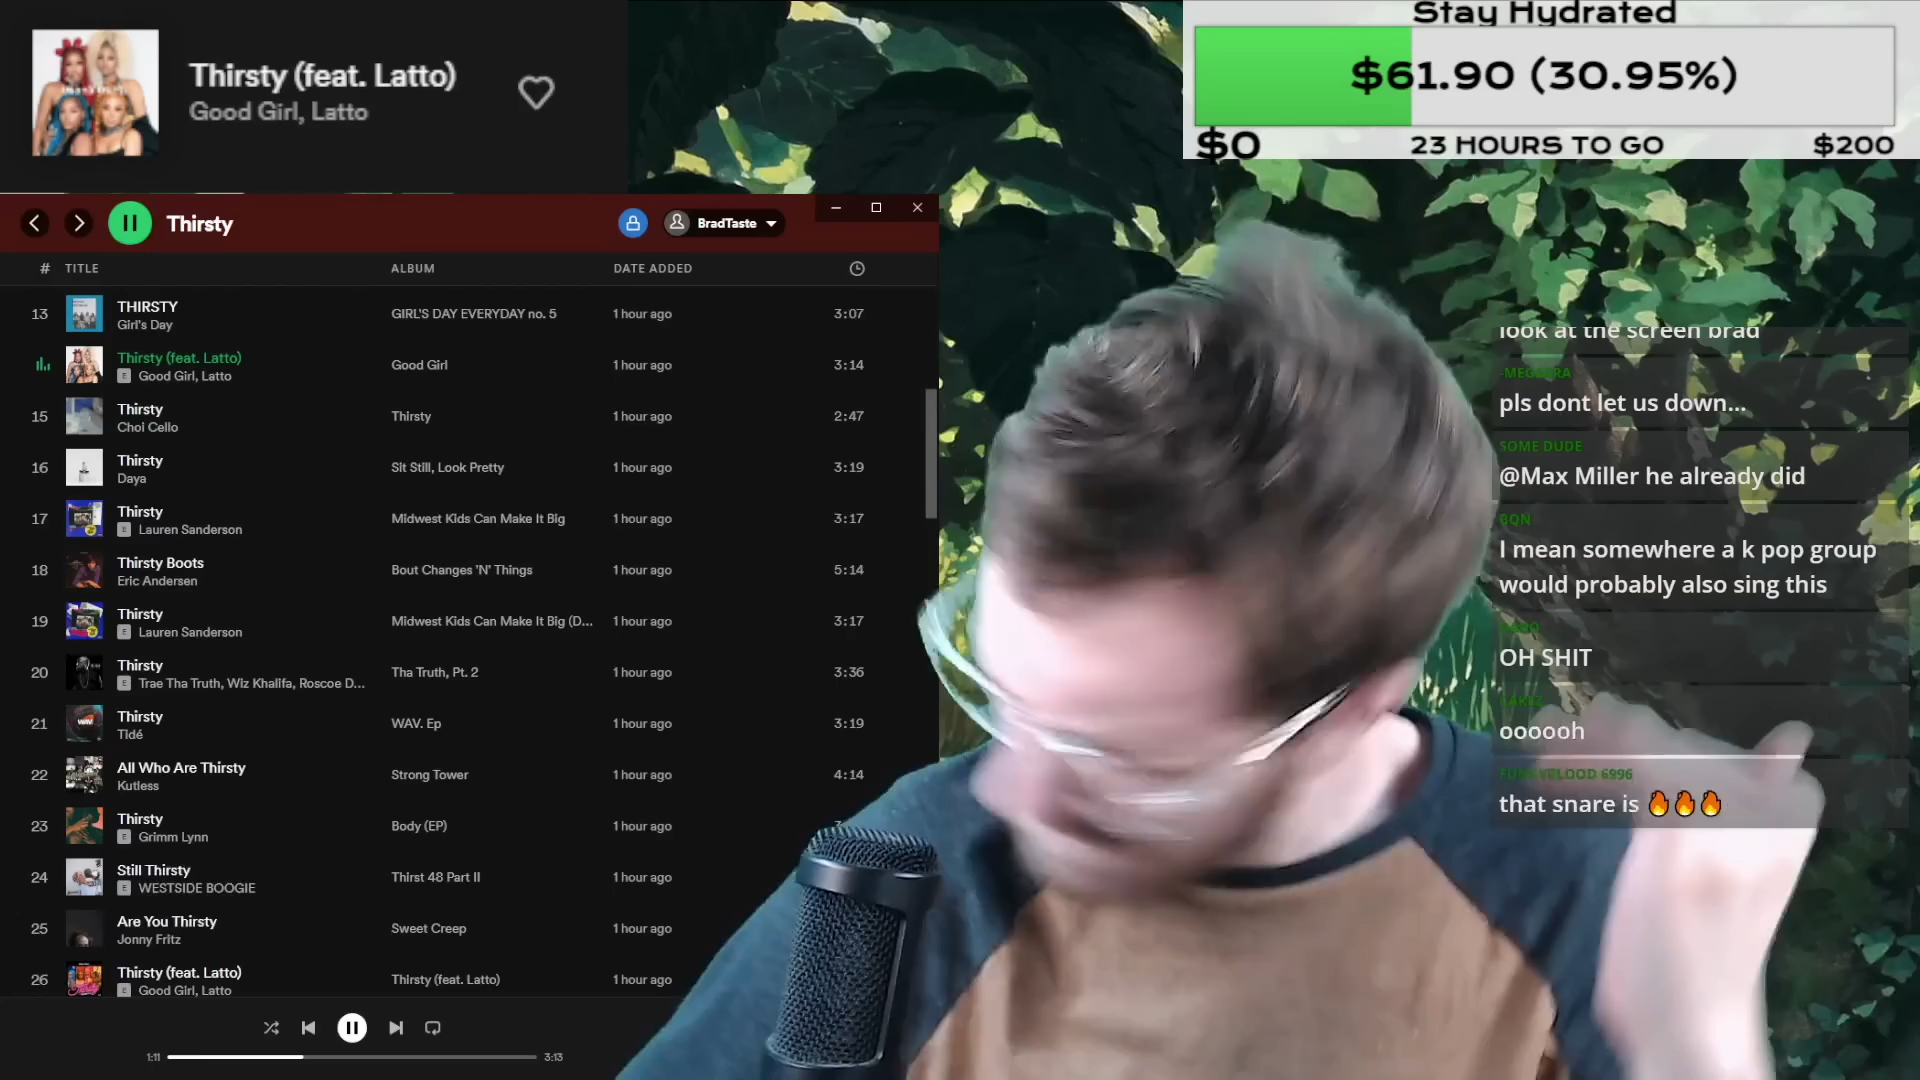 Thirsty (feat. Latto)
Good Girl, Latto
Stay Hydrated
$61.90 (30.95%)
$0
23 HOURS TO GO
$200
Thirsty
BradTaste
# TITLE ALBUM DATE ADDED
13 THIRSTY GIRL'S DAY EVERYDAY no. 5 1 hour ago 3:07
Girl's Day
Thirsty (feat. Latto) Good Girl 1 hour ago 3:14
E Good Girl, Latto
15 Thirsty Thirsty 1 hour ago 2:47
Choi Cello
16 Thirsty Sit Still, Look Pretty 1 hour ago 3:19
Daya
17 Thirsty Midwest Kids Can Make It Big 1 hour ago 3:17
E Lauren Sanderson
18 Thirsty Boots Bout Changes 'N' Things 1 hour ago 5:14
Eric Andersen
19 Thirsty Midwest Kids Can Make It Big (D... 1 hour ago 3:17
E Lauren Sanderson
20 Thirsty Tha Truth, Pt. 2 1 hour ago 3:36
E Trae Tha Truth, Wiz Khalifa, Roscoe D...
21 Thirsty WAV. Ep 1 hour ago 3:19
TIdé
22 All Who Are Thirsty Strong Tower 1 hour ago 4:14
Kutless
23 Thirsty Body (EP) 1 hour ago
E Grimm Lynn
24 Still Thirsty Thirst 48 Part II 1 hour ago
E WESTSIDE BOOGIE
25 Are You Thirsty Sweet Creep 1 hour ago
Jonny Fritz
26 Thirsty (feat. Latto) Thirsty (feat. Latto) 1 hour ago
E Good Girl, Latto
1:11 3:13
look at the screen brad
pls dont let us down...
SOME DUDE
@Max Miller he already did
BQN
I mean somewhere a k pop group
would probably also sing this
OH SHIT
oooooh
that snare is 🔥🔥🔥